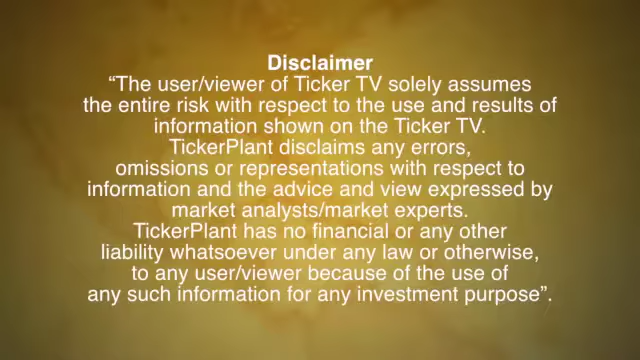 Disclaimer
“The user/viewer of Ticker TV solely assumes
the entire risk with respect to the use and results of
information shown on the Ticker TV.
TickerPlant disclaims any errors,
omissions or representations with respect to
information and the advice and view expressed by
market analysts/market experts.
TickerPlant has no financial or any other
liability whatsoever under any law or otherwise,
to any user/viewer because of the use of
any such information for any investment purpose”.